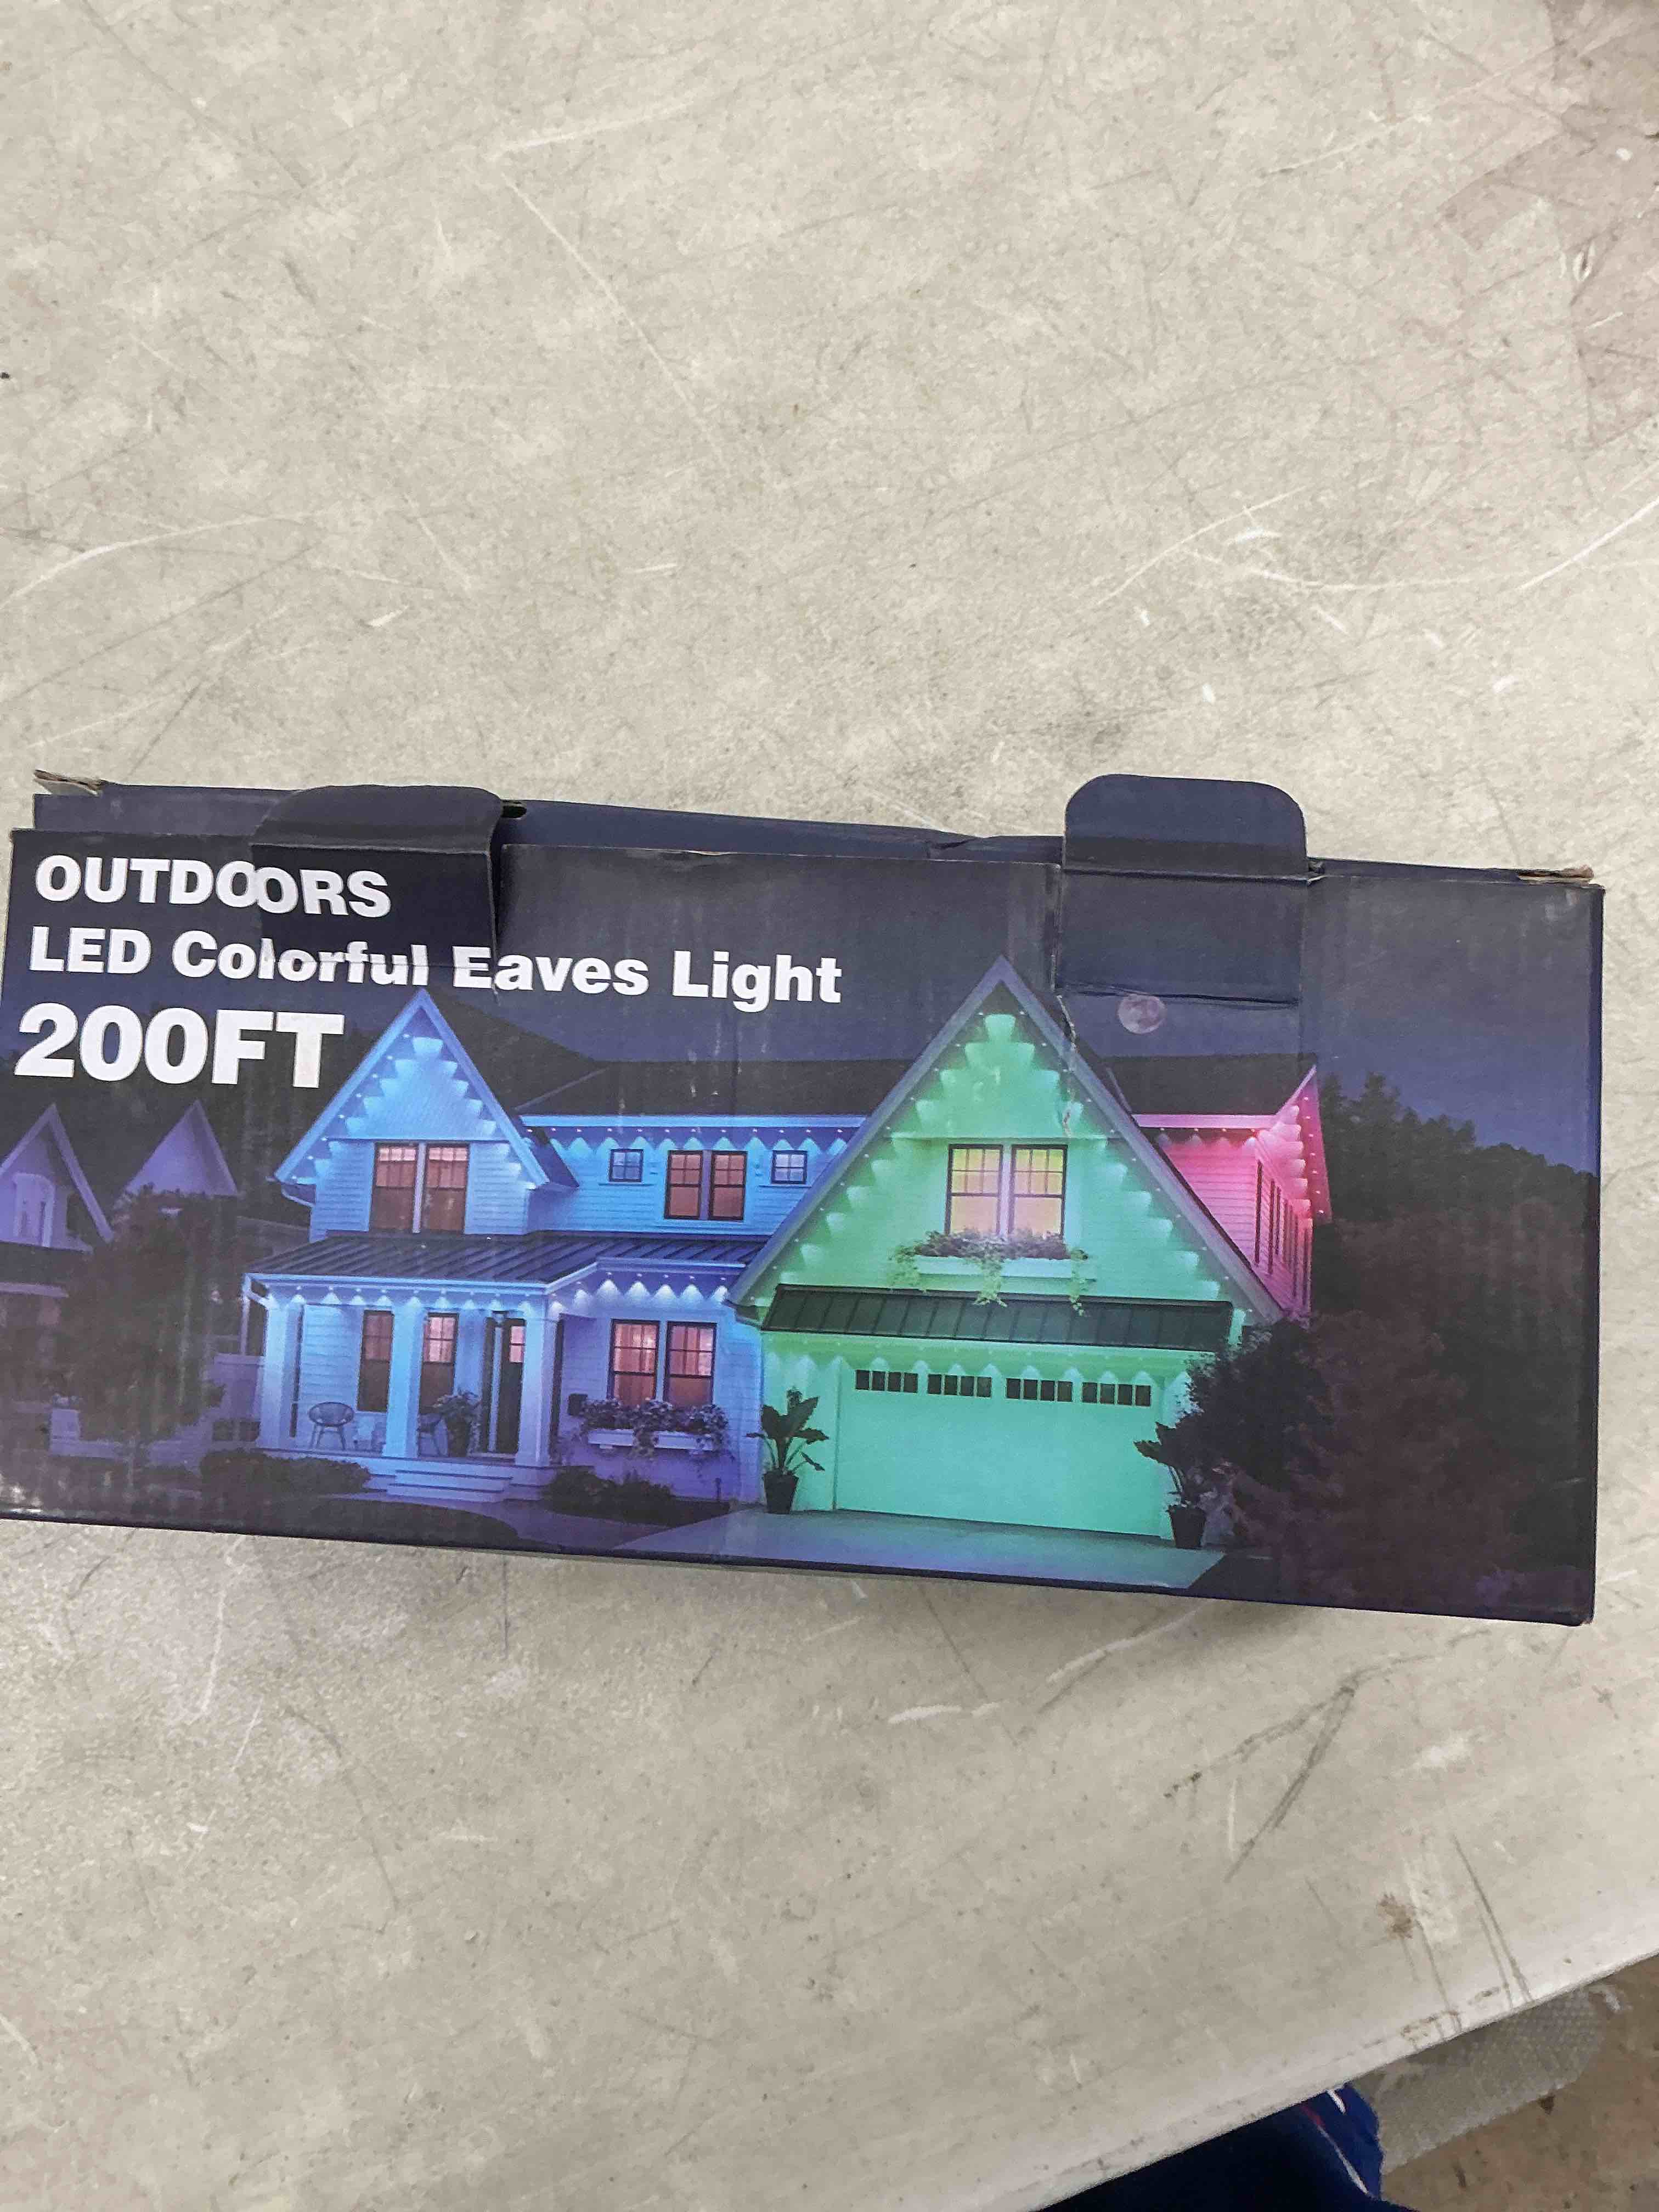 OUTDOORS
LED Colorful Eaves Light
200FT